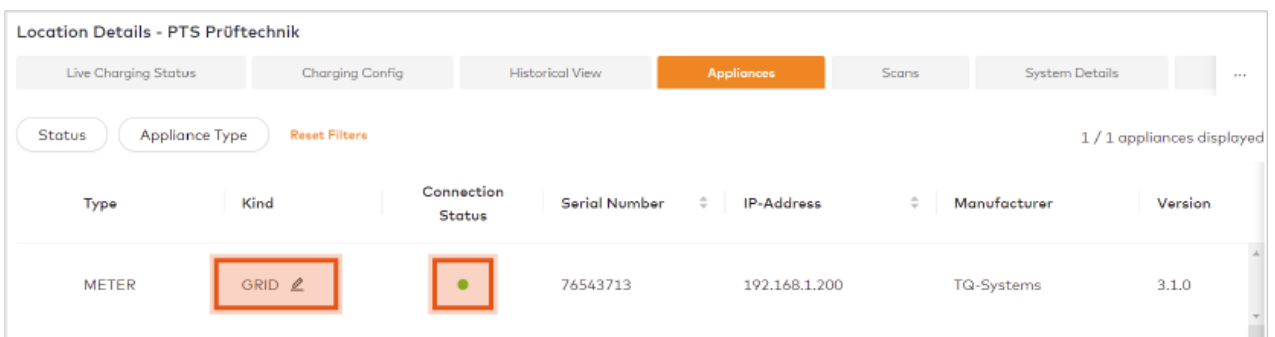 Location Details - PTS Prüftechnik
Live Charging Status Charging Config Historical View Appliances Scans System Details ...
Status Appliance Type Reset Filters
1 / 1 appliances displayed
Type Kind Connection Status Serial Number IP-Address Manufacturer Version
METER GRID 76543713 192.168.1.200 TQ-Systems 3.1.0